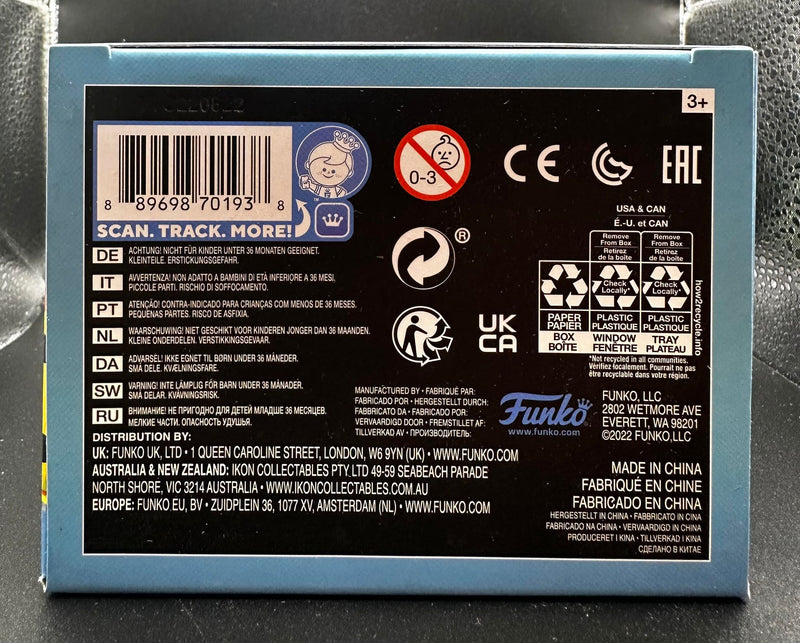 3+
8 89698 70193 8
SCAN. TRACK. MORE!
™
0-3
CE
EAC
®
UK
CA
USA & CAN
É.-U. et CAN
Remove From Box
Retirez de la boîte
Remove From Box
Retirez de la boîte
Check Locally*
Check Locally*
PAPER
PAPIER
PLASTIC
PLASTIQUE
PLASTIC
PLASTIQUE
BOX
BOÎTE
WINDOW
FENÊTRE
TRAY
PLATEAU
*Not recycled in all communities.
Vérifiez localement. Pourrait ne pas
être recyclable dans votre région.
how2recycle.info
DE ACHTUNG! NICHT FÜR KINDER UNTER 36 MONATEN GEEIGNET.
KLEINTEILE. ERSTICKUNGSGEFAHR.
IT AVVERTENZA! NON ADATTO A BAMBINI DI ETÀ INFERIORE A 36 MESI.
PICCOLE PARTI. RISCHIO DI SOFFOCAMENTO.
PT ATENÇÃO! CONTRA-INDICADO PARA CRIANÇAS COM MENOS DE 36 MESES.
PEQUENAS PARTES. RISCO DE ASFIXIA.
NL WAARSCHUWING! NIET GESCHIKT VOOR KINDEREN JONGER DAN 36 MAANDEN.
KLEINE ONDERDELEN. VERSTIKKINGSGEVAAR.
DA ADVARSEL! IKKE EGNET TIL BØRN UNDER 36 MÅNEDER.
SMÅ DELE. KVÆLNINGSFARE.
SW VARNING! INTE LÄMPLIG FÖR BARN UNDER 36 MÅNADER.
SMÅ DELAR. KVÄVNINGSRISK.
RU ВНИМАНИЕ! НЕ ПРИГОДНО ДЛЯ ДЕТЕЙ МЛАДШЕ 36 МЕСЯЦЕВ.
МЕЛКИЕ ЧАСТИ. ОПАСНОСТЬ УДУШЬЯ.
MANUFACTURED BY • FABRIQUÉ PAR:
FABRICADO POR • HERGESTELLT DURCH:
FABBRICATO DA • FABRICADO POR:
VERVAARDIGD DOOR • FREMSTILLET AF:
TILLVERKAD AV • ПРОИЗВОДИТЕЛЬ:
Funko
www.funko.com
FUNKO, LLC
2802 WETMORE AVE
EVERETT, WA 98201
©2022 FUNKO,LLC
DISTRIBUTION BY:
UK: FUNKO UK, LTD • 1 QUEEN CAROLINE STREET, LONDON, W6 9YN (UK) • WWW.FUNKO.COM
AUSTRALIA & NEW ZEALAND: IKON COLLECTABLES PTY. LTD 49-59 SEABEACH PARADE
NORTH SHORE, VIC 3214 AUSTRALIA • WWW.IKONCOLLECTABLES.COM.AU
EUROPE: FUNKO EU, BV • ZUIDPLEIN 36, 1077 XV, AMSTERDAM (NL) • WWW.FUNKO.COM
MADE IN CHINA
FABRIQUÉ EN CHINE
FABRICADO EN CHINA
HERGESTELLT IN CHINA • FABBRICATO IN CINA
FABRICADO NA CHINA • VERVAARDIGD IN CHINA
PRODUCERET I KINA • TILLVERKAD I KINA
СДЕЛАНО В КИТАЕ